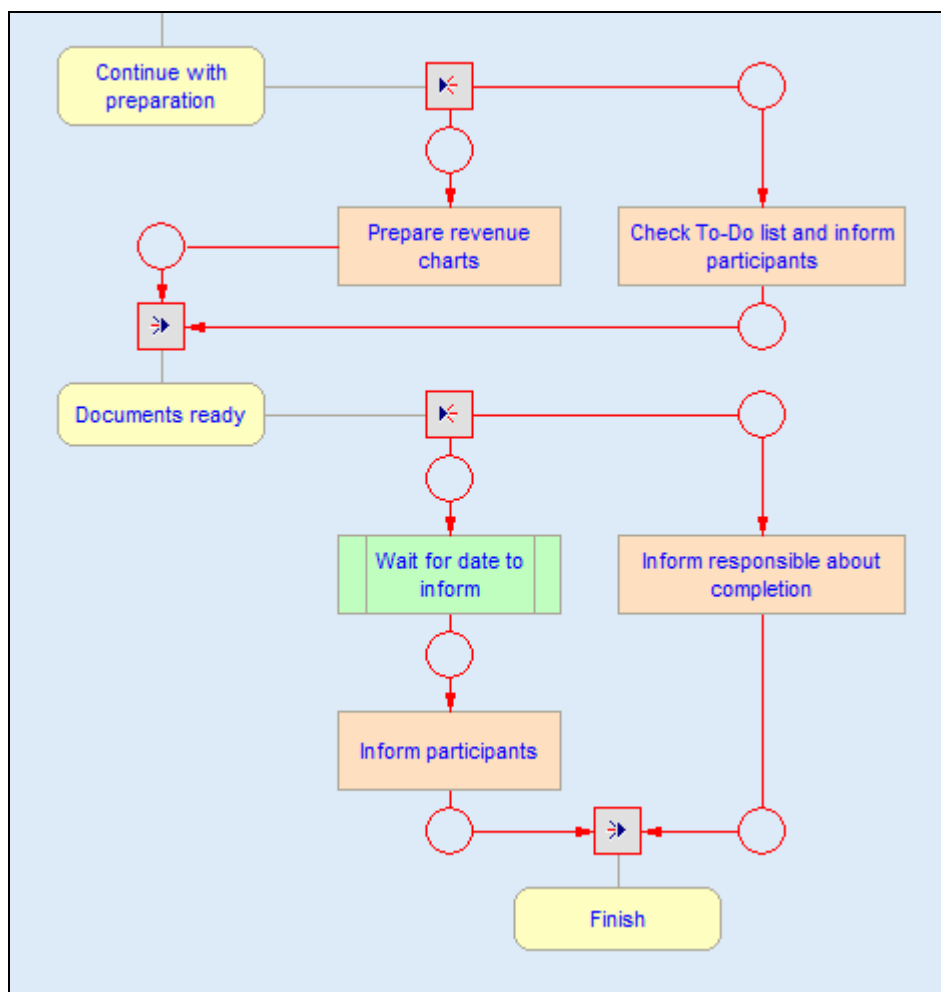 Continue with
preparation
Prepare revenue
charts
Check To-Do list and inform
participants
Documents ready
Wait for date to
inform
Inform responsible about
completion
Inform participants
Finish